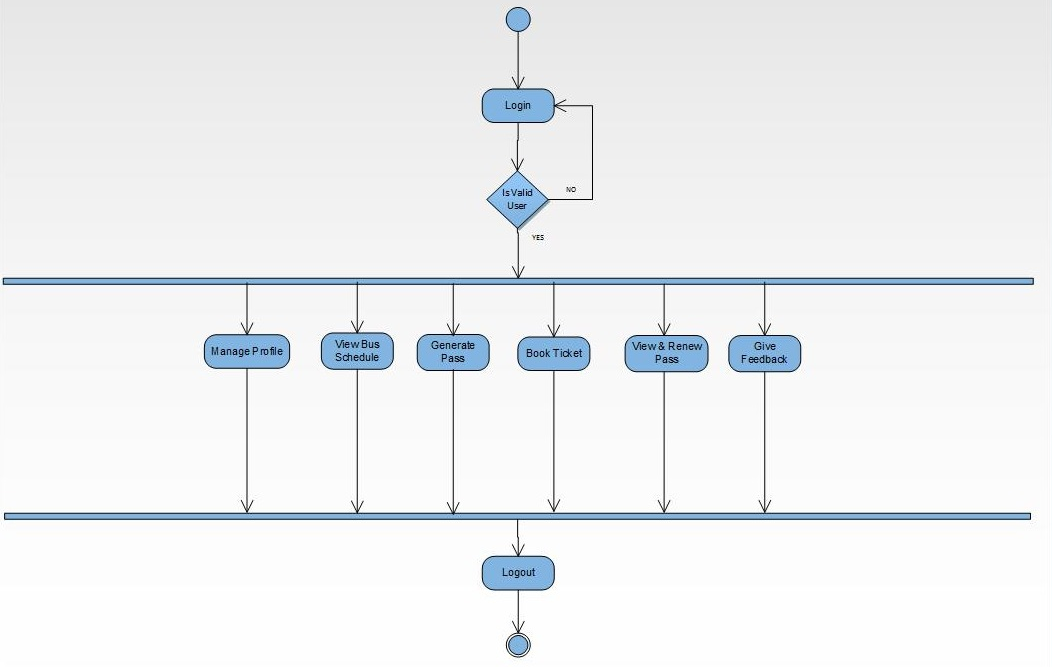 Login
Is Valid
User
NO
YES
Manage Profile
View Bus
Schedule
Generate
Pass
Book Ticket
View & Renew
Pass
Give
Feedback
Logout